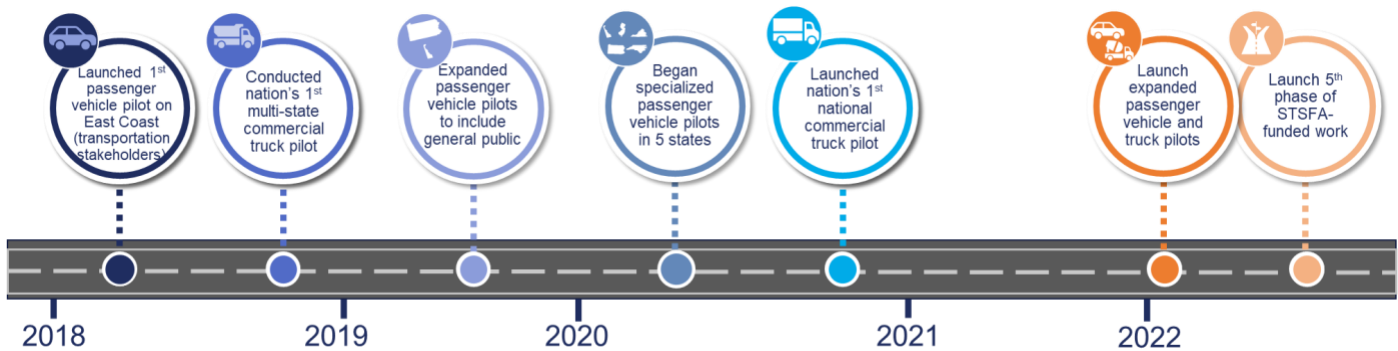 Launched 1st
passenger
vehicle pilot on
East Coast
(transportation
stakeholders)
Conducted
nation's 1st
multi-state
commercial
truck pilot
Expanded
passenger
vehicle pilots
to include
general public
Began
specialized
passenger
vehicle pilots
in 5 states
Launched
nation's 1st
national
commercial
truck pilot
Launch
expanded
passenger
vehicle and
truck pilots
Launch 5th
phase of
STSFA-
funded work
2018
2019
2020
2021
2022